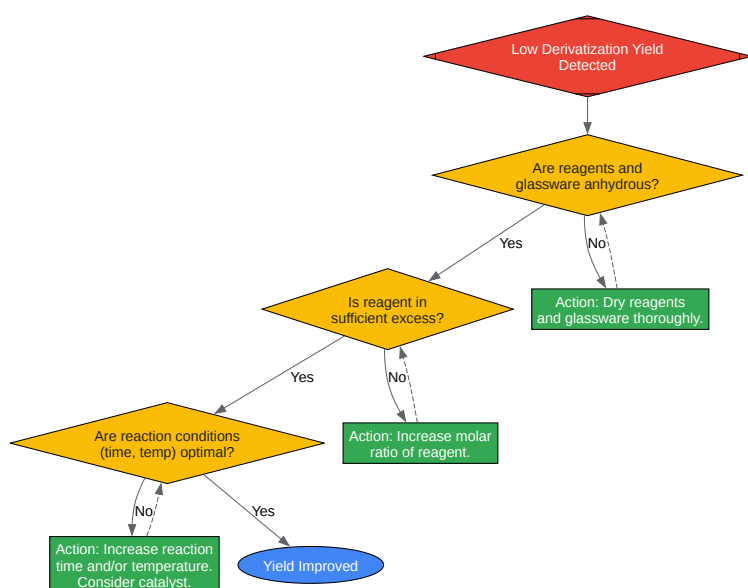 Low Derivatization Yield
Detected
Are reagents and
glassware anhydrous?
Yes
No
Is reagent in
sufficient excess?
Action: Dry reagents
and glassware thoroughly.
Yes
No
Are reaction conditions
(time, temp) optimal?
Action: Increase molar
ratio of reagent.
No
Yes
Action: Increase reaction
time and/or temperature.
Consider catalyst.
Yield Improved